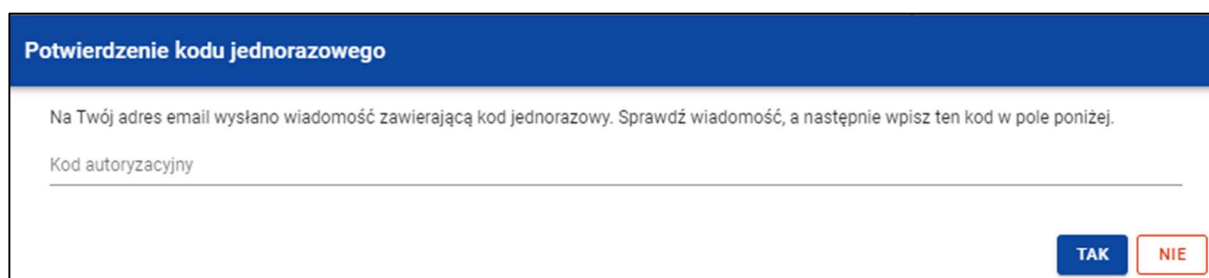 Potwierdzenie kodu jednorazowego
Na Twój adres email wysłano wiadomość zawierającą kod jednorazowy. Sprawdź wiadomość, a następnie wpisz ten kod w pole poniżej.
Kod autoryzacyjny
TAK NIE